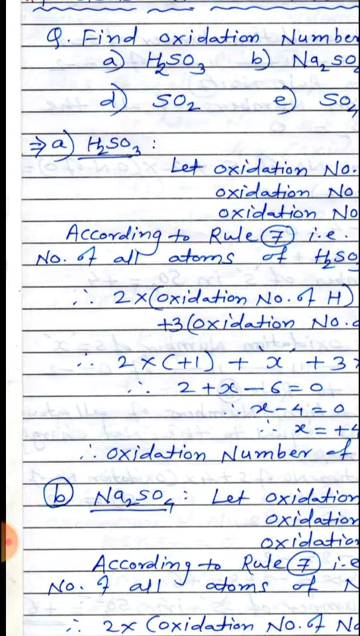 Q. Find oxidation Number
a) H₂SO₃ b) Na₂SO
d) SO₂ e) SO₄
⇒ a) H₂SO₃ :
Let oxidation No.
oxidation No
oxidation No
According to Rule ⑦ i.e.
No. of all atoms of H₂SO
∴ 2×(oxidation No. of H)
+3(oxidation No.
∴ 2×(+1) + x + 3×
∴ 2+x-6=0
∴ x-4=0
∴ x=+4
∴ oxidation Number of
ⓑ Na₂SO₄ : Let oxidation
oxidation
oxidation
According to Rule ⑦ i.e
No. of all atoms of N
∴ 2× (oxidation No. of Na